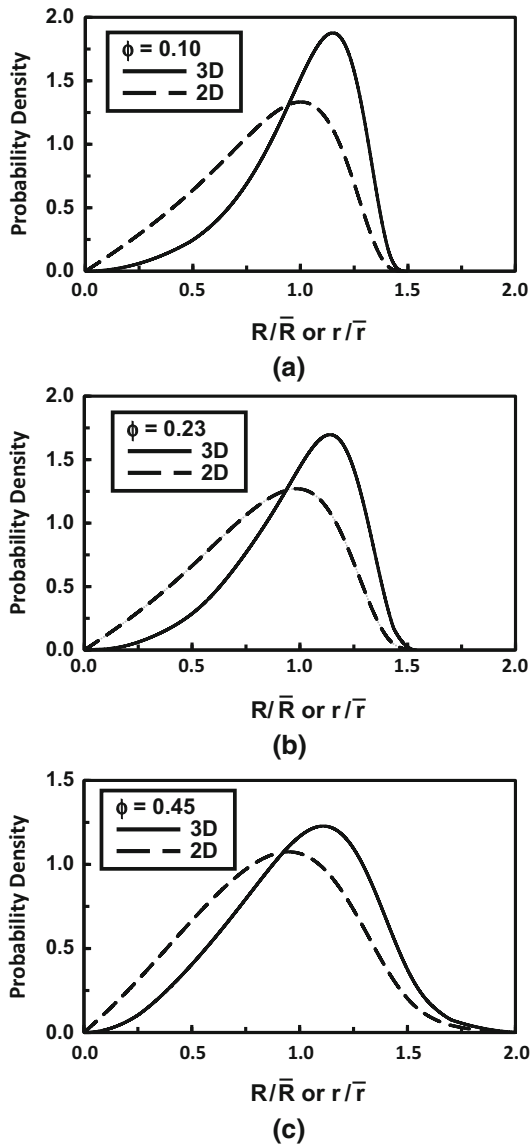 2.0
ϕ = 0.10
3D
2D
1.5
1.0
0.5
0.0
Probability Density
0.0 0.5 1.0 1.5 2.0
R/R̄ or r/r̄
(a)
2.0
ϕ = 0.23
3D
2D
1.5
1.0
0.5
0.0
Probability Density
0.0 0.5 1.0 1.5 2.0
R/R̄ or r/r̄
(b)
1.5
ϕ = 0.45
3D
2D
1.0
0.5
0.0
Probability Density
0.0 0.5 1.0 1.5 2.0
R/R̄ or r/r̄
(c)